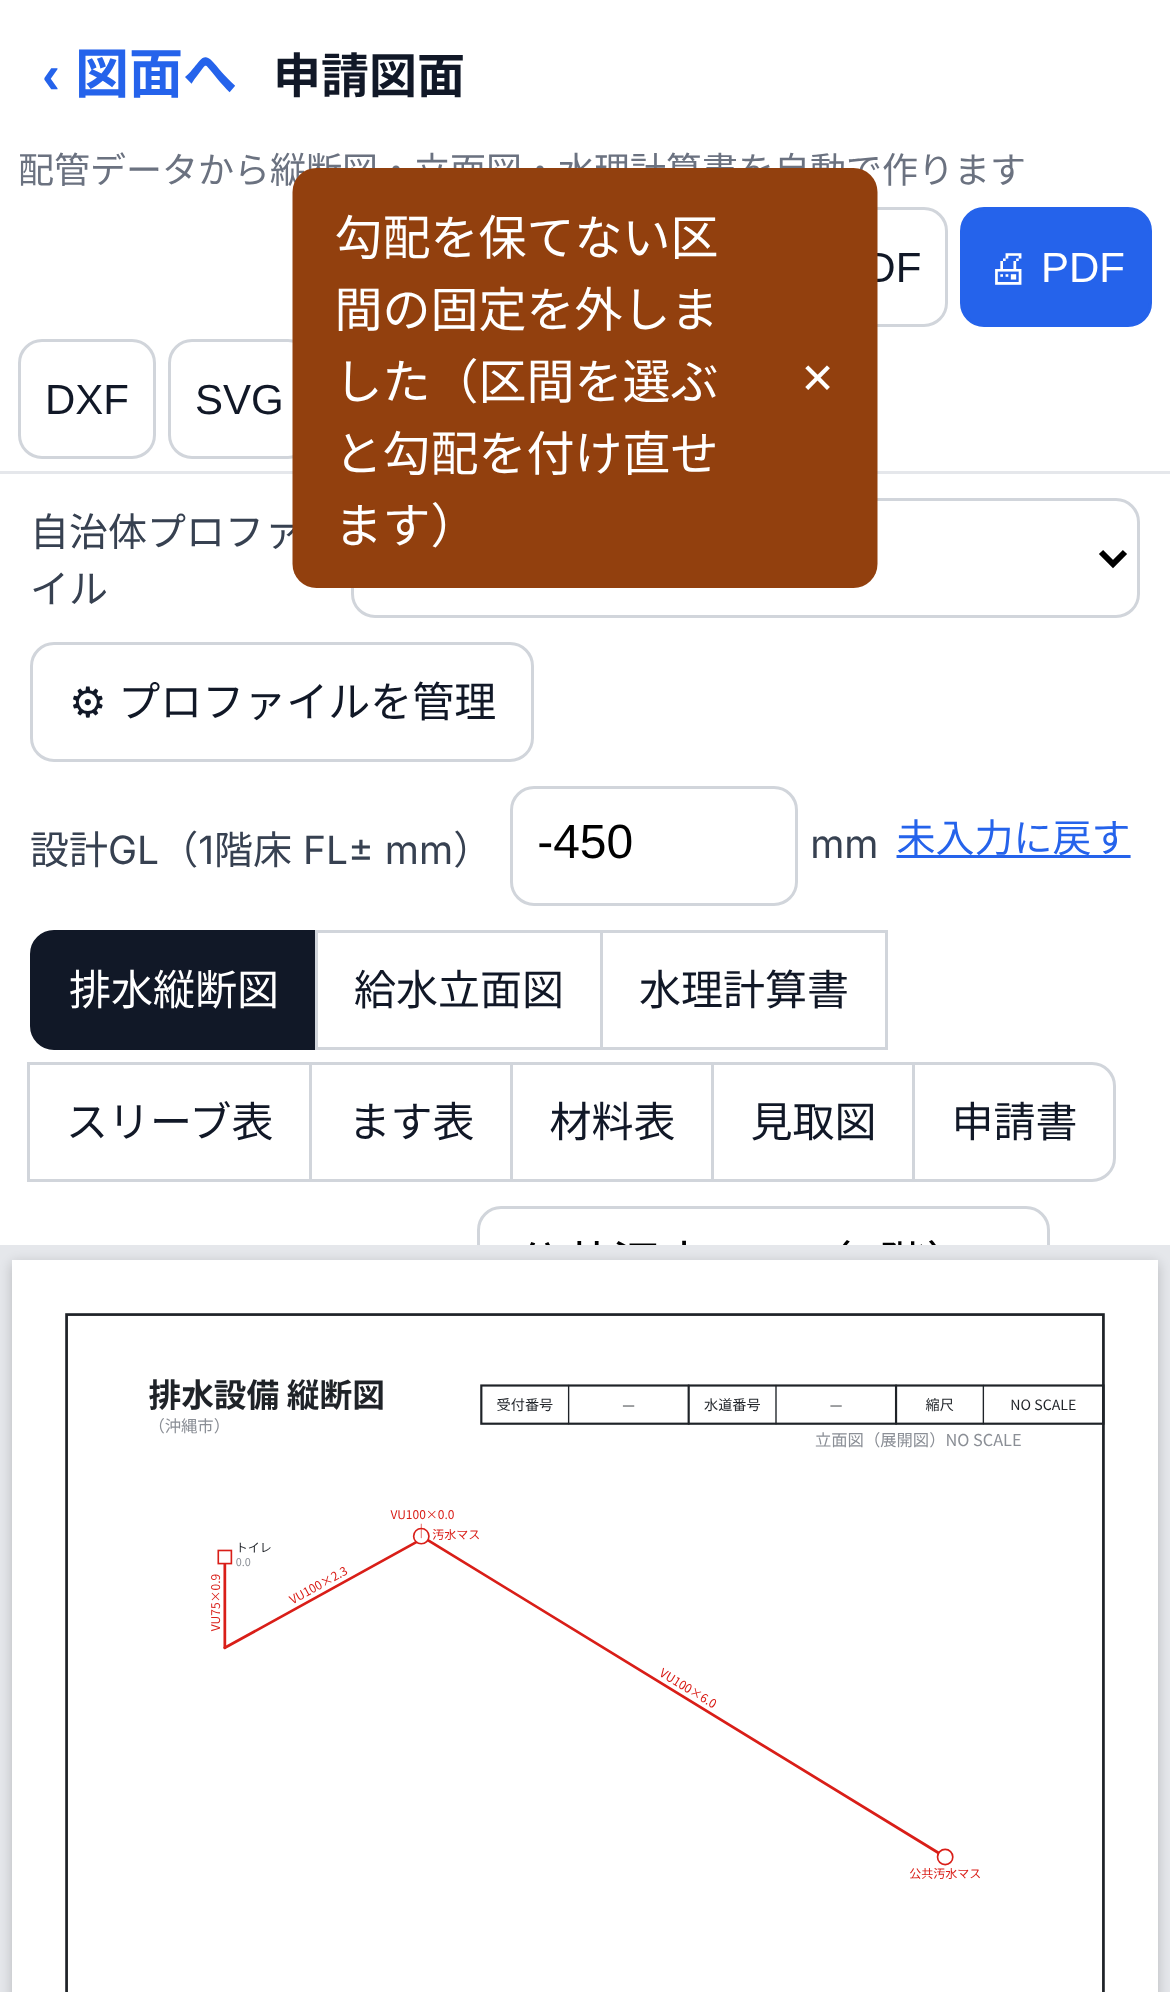 ‹ 図面へ 申請図面
配管データから縦断図・立面図・水理計算書を自動で作ります
勾配を保てない区
間の固定を外しま
した（区間を選ぶ
と勾配を付け直せ
ます）
×
DF
PDF
DXF
SVG
自治体プロファ
イル
⚙ プロファイルを管理
設計GL（1階床 FL± mm） -450 mm 未入力に戻す
排水縦断図 給水立面図 水理計算書
スリーブ表 ます表 材料表 見取図 申請書
排水設備 縦断図
（沖縄市）
受付番号 — 水道番号 — 縮尺 NO SCALE
立面図（展開図）NO SCALE
VU100×0.0
汚水マス
トイレ
0.0
VU75×0.9
VU100×2.3
VU100×6.0
公共汚水マス